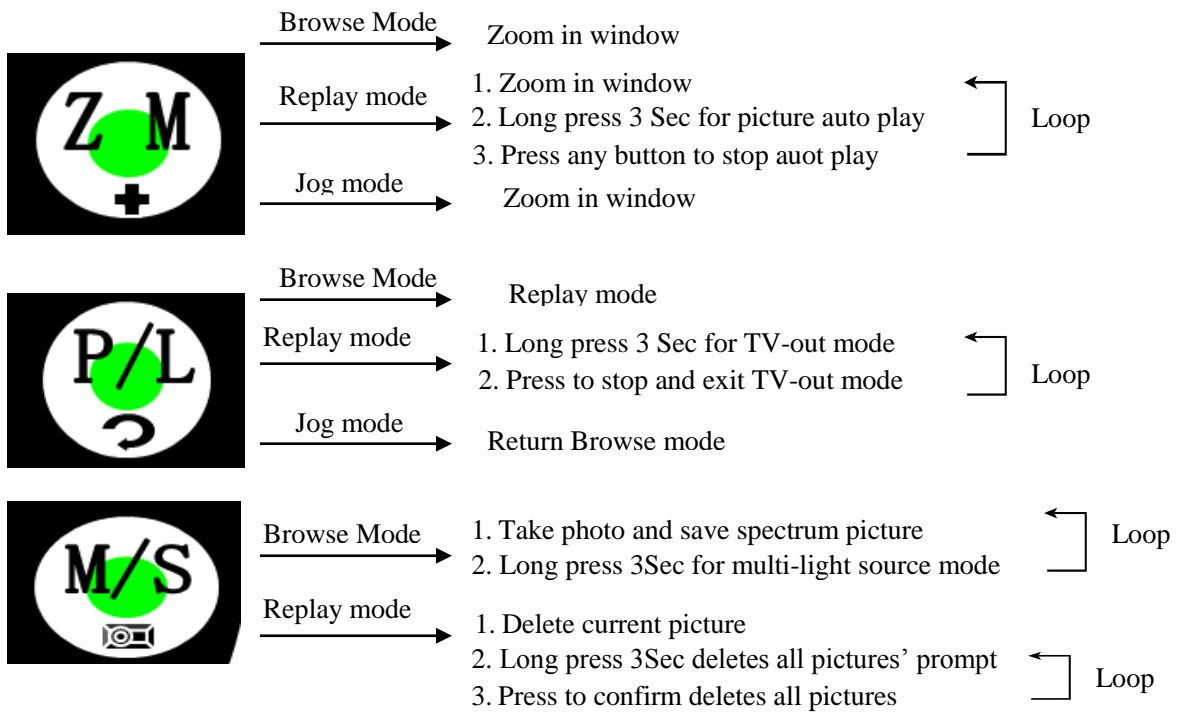 Browse Mode Zoom in window
Z M
Replay mode 1. Zoom in window
2. Long press 3 Sec for picture auto play Loop
3. Press any button to stop auot play
Jog mode Zoom in window
Browse Mode Replay mode
P/L
Replay mode 1. Long press 3 Sec for TV-out mode
2. Press to stop and exit TV-out mode Loop
Jog mode Return Browse mode
M/S
Browse Mode 1. Take photo and save spectrum picture Loop
2. Long press 3Sec for multi-light source mode
Replay mode 1. Delete current picture
2. Long press 3Sec deletes all pictures’ prompt Loop
3. Press to confirm deletes all pictures